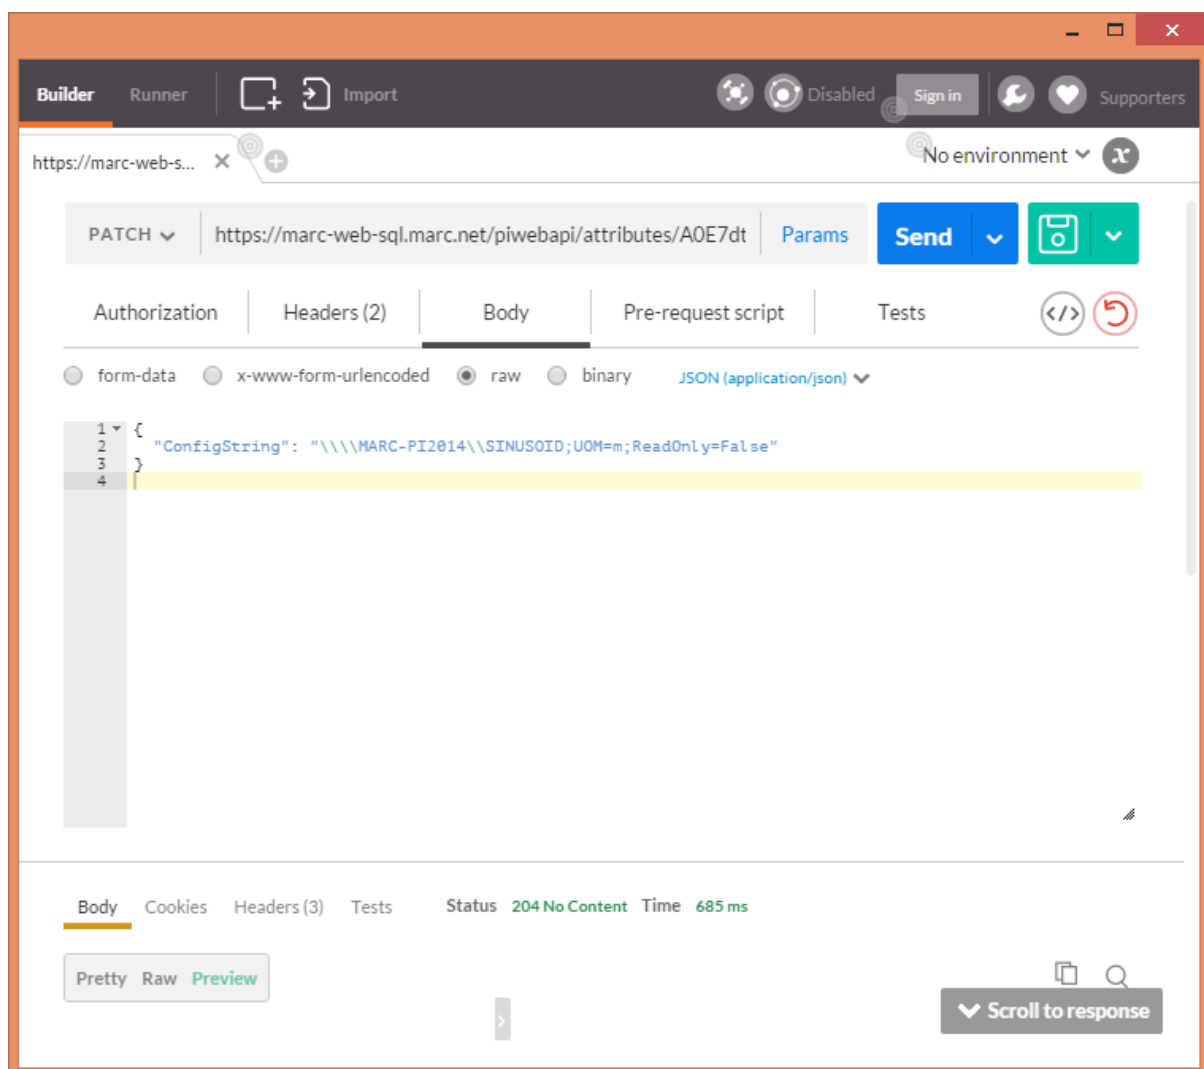 Builder Runner Import Disabled Sign in Supporters
https://marc-web-s... No environment x
PATCH https://marc-web-sql.marc.net/piwebapi/attributes/A0E7dt Params Send
Authorization Headers (2) Body Pre-request script Tests </>
form-data x-www-form-urlencoded raw binary JSON (application/json)
1 {
2 "ConfigString": "\\\\MARC-PI2014\\SINUSOID;UOM=m;ReadOnly=False"
3 }
4
Body Cookies Headers (3) Tests Status 204 No Content Time 685 ms
Pretty Raw Preview
Scroll to response